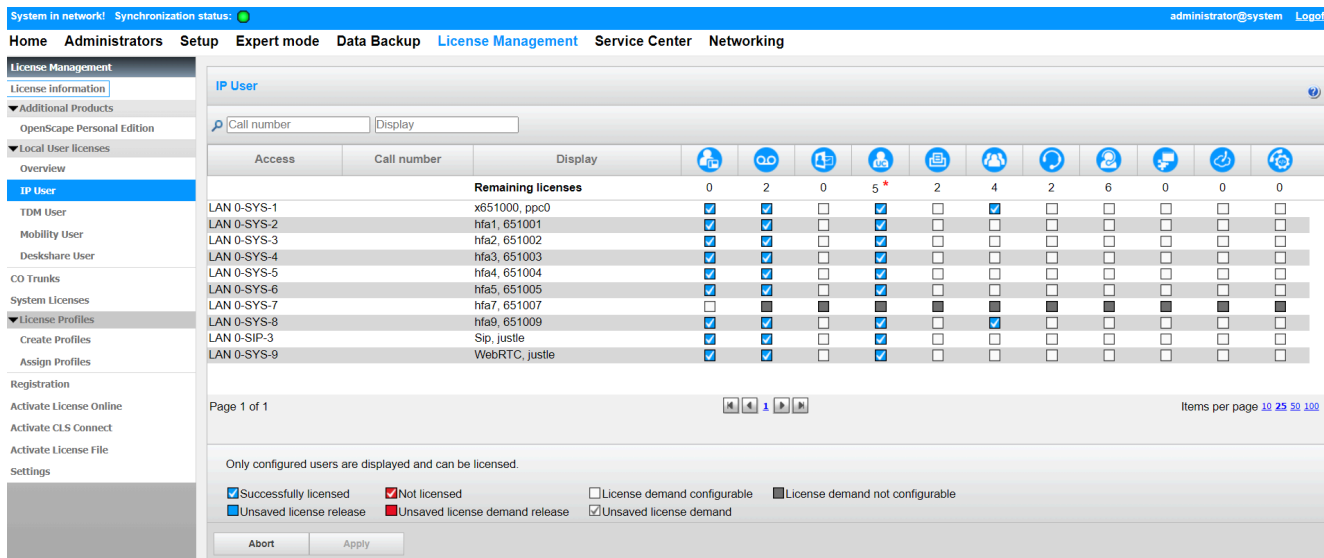 System in network! Synchronization status:
administrator@system Logof
Home Administrators Setup Expert mode Data Backup License Management Service Center Networking
License Management
License information
Additional Products
OpenScape Personal Edition
Local User licenses
Overview
IP User
TDM User
Mobility User
Deskshare User
CO Trunks
System Licenses
License Profiles
Create Profiles
Assign Profiles
Registration
Activate License Online
Activate CLS Connect
Activate License File
Settings
IP User
?
Call number Display
Access Call number Display UC
Remaining licenses 0 2 0 5 * 2 4 2 6 0 0 0
LAN 0-SYS-1 x651000, ppc0
LAN 0-SYS-2 hfa1, 651001
LAN 0-SYS-3 hfa2, 651002
LAN 0-SYS-4 hfa3, 651003
LAN 0-SYS-5 hfa4, 651004
LAN 0-SYS-6 hfa5, 651005
LAN 0-SYS-7 hfa7, 651007
LAN 0-SYS-8 hfa9, 651009
LAN 0-SIP-3 Sip, justle
LAN 0-SYS-9 WebRTC, justle
Page 1 of 1 1 Items per page 10 25 50 100
Only configured users are displayed and can be licensed.
Successfully licensed Not licensed License demand configurable License demand not configurable
Unsaved license release Unsaved license demand release Unsaved license demand
Abort Apply